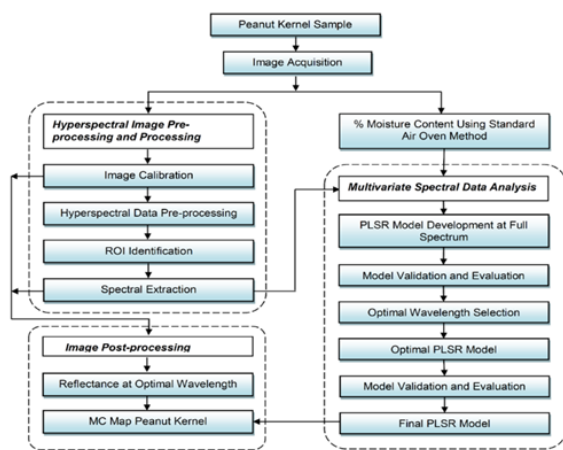 Peanut Kernel Sample
Image Acquisition
Hyperspectral Image Pre-
processing and Processing
Image Calibration
Hyperspectral Data Pre-processing
ROI Identification
Spectral Extraction
Image Post-processing
Reflectance at Optimal Wavelength
MC Map Peanut Kernel
% Moisture Content Using Standard
Air Oven Method
Multivariate Spectral Data Analysis
PLSR Model Development at Full
Spectrum
Model Validation and Evaluation
Optimal Wavelength Selection
Optimal PLSR Model
Model Validation and Evaluation
Final PLSR Model